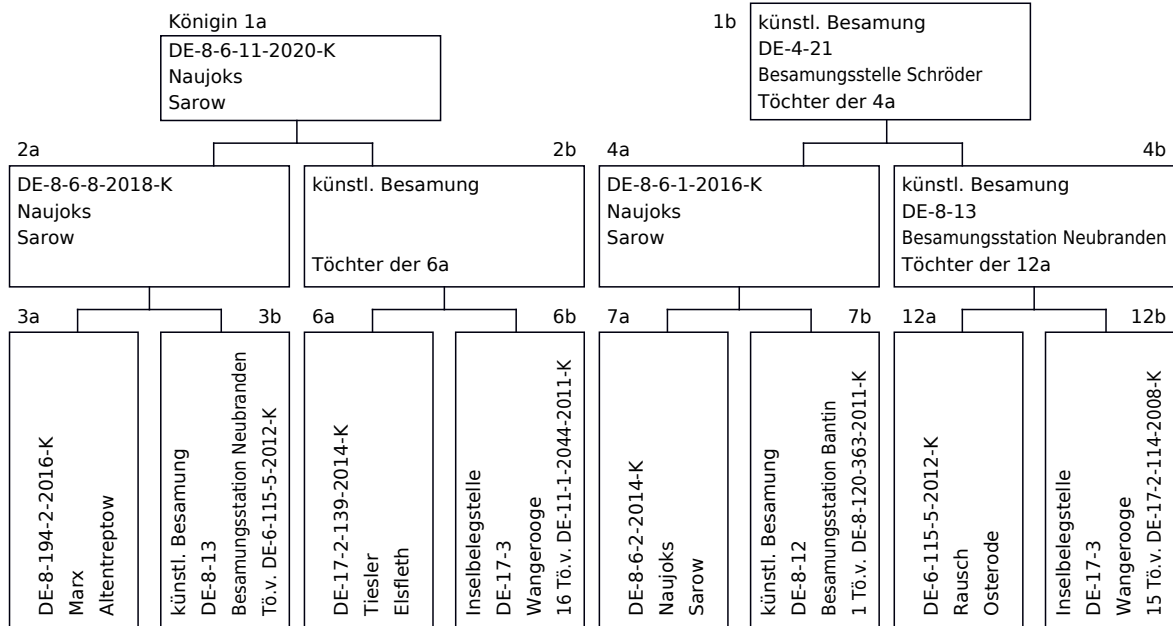 Königin 1a
DE-8-6-11-2020-K
Naujoks
Sarow
1b
künstl. Besamung
DE-4-21
Besamungsstelle Schröder
Töchter der 4a
2a
DE-8-6-8-2018-K
Naujoks
Sarow
2b
künstl. Besamung
Töchter der 6a
4a
DE-8-6-1-2016-K
Naujoks
Sarow
4b
künstl. Besamung
DE-8-13
Besamungsstation Neubranden
Töchter der 12a
3a
DE-8-194-2-2016-K
Marx
Altentreptow
3b
künstl. Besamung
DE-8-13
Besamungsstation Neubranden
Tö.v. DE-6-115-5-2012-K
6a
DE-17-2-139-2014-K
Tiesler
Elsfleth
6b
Inselbelegstelle
DE-17-3
Wangerooge
16 Tö.v. DE-11-1-2044-2011-K
7a
DE-8-6-2-2014-K
Naujoks
Sarow
7b
künstl. Besamung
DE-8-12
Besamungsstation Bantin
1 Tö.v. DE-8-120-363-2011-K
12a
DE-6-115-5-2012-K
Rausch
Osterode
12b
Inselbelegstelle
DE-17-3
Wangerooge
15 Tö.v. DE-17-2-114-2008-K